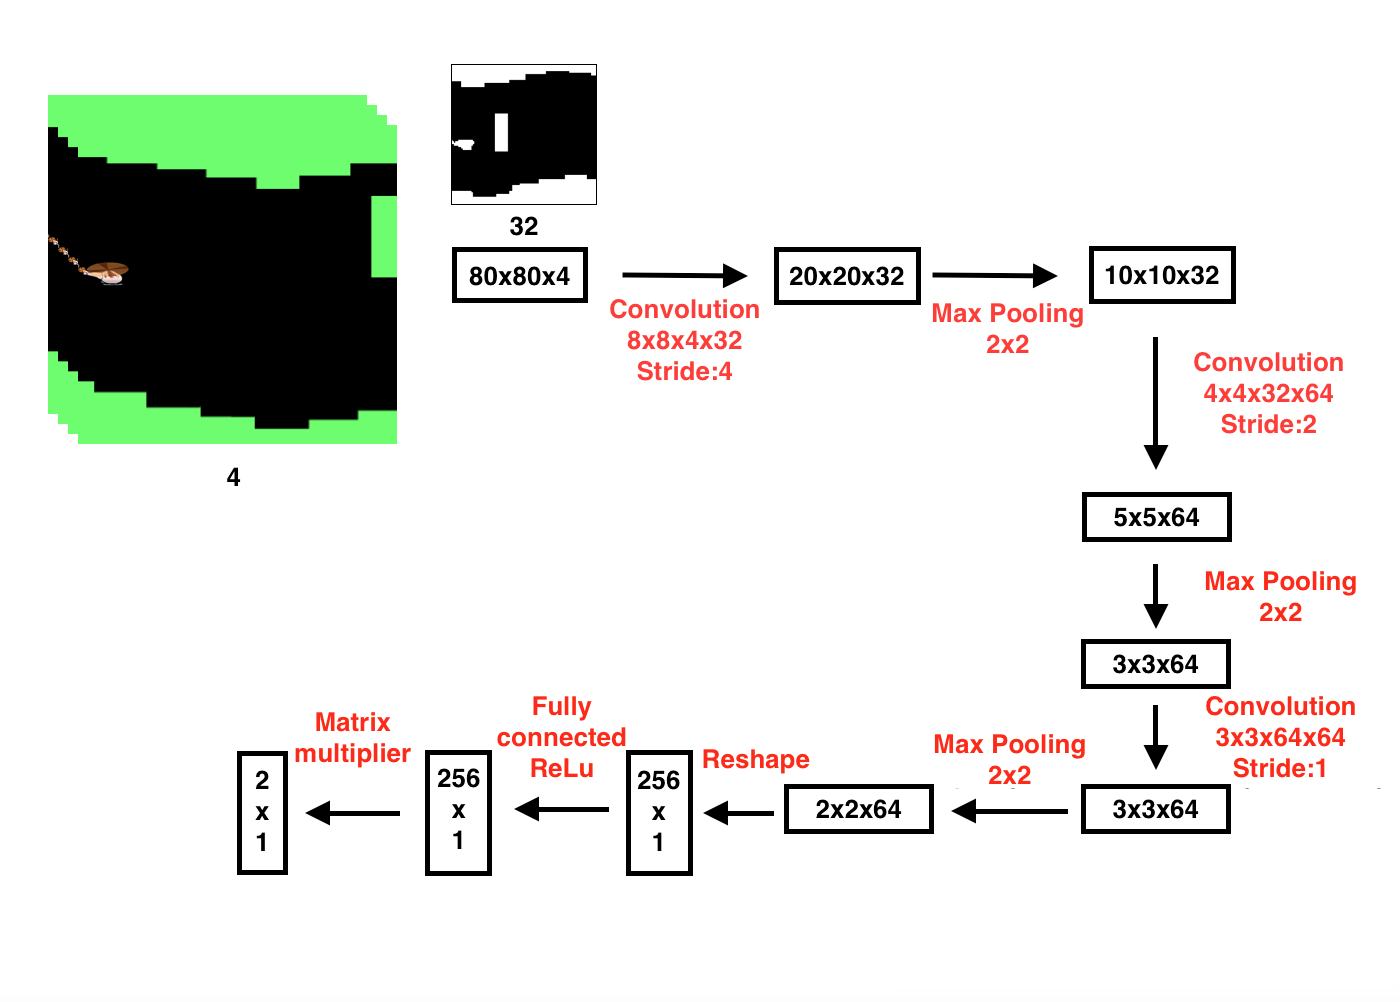 4
32
80x80x4
Convolution
8x8x4x32
Stride:4
20x20x32
Max Pooling
2x2
10x10x32
Convolution
4x4x32x64
Stride:2
5x5x64
Max Pooling
2x2
3x3x64
Convolution
3x3x64x64
Stride:1
3x3x64
Max Pooling
2x2
2x2x64
Reshape
256
x
1
Fully
connected
ReLu
256
x
1
Matrix
multiplier
2
x
1